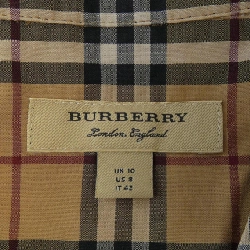 BURBERRY
London, England
UK 10
US 8
IT 42